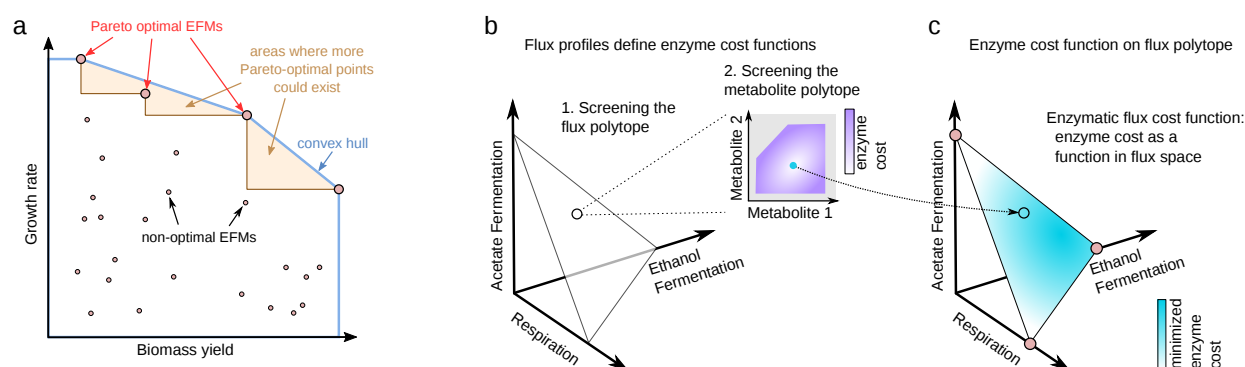 a
Pareto optimal EFMs
areas where more
Pareto-optimal points
could exist
convex hull
non-optimal EFMs
Growth rate
Biomass yield
b
Flux profiles define enzyme cost functions
1. Screening the
flux polytope
2. Screening the
metabolite polytope
Metabolite 2
Metabolite 1
enzyme
cost
Acetate Fermentation
Ethanol
Fermentation
Respiration
c
Enzyme cost function on flux polytope
Enzymatic flux cost function:
enzyme cost as a
function in flux space
Acetate Fermentation
Ethanol
Fermentation
Respiration
minimized
enzyme
cost